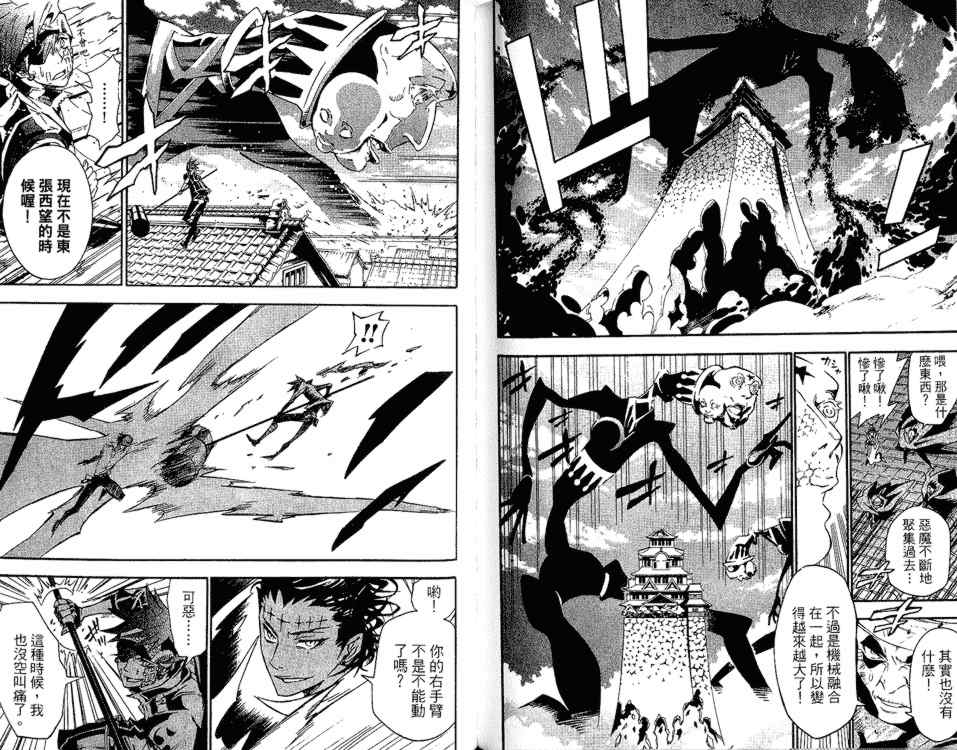 喂，那是什
麼東西？
慘了啾！
慘了啾！
惡魔不斷地
聚集過去…
其實也沒有
什麼！
不過是機械融合
在一起，所以變
得越來越大了！
………！
現在不是東
張西望的時
候喔！
!!
喲！
你的右手臂
不是不能動
了嗎？
可惡……
這種時候，我
也沒空叫痛了。